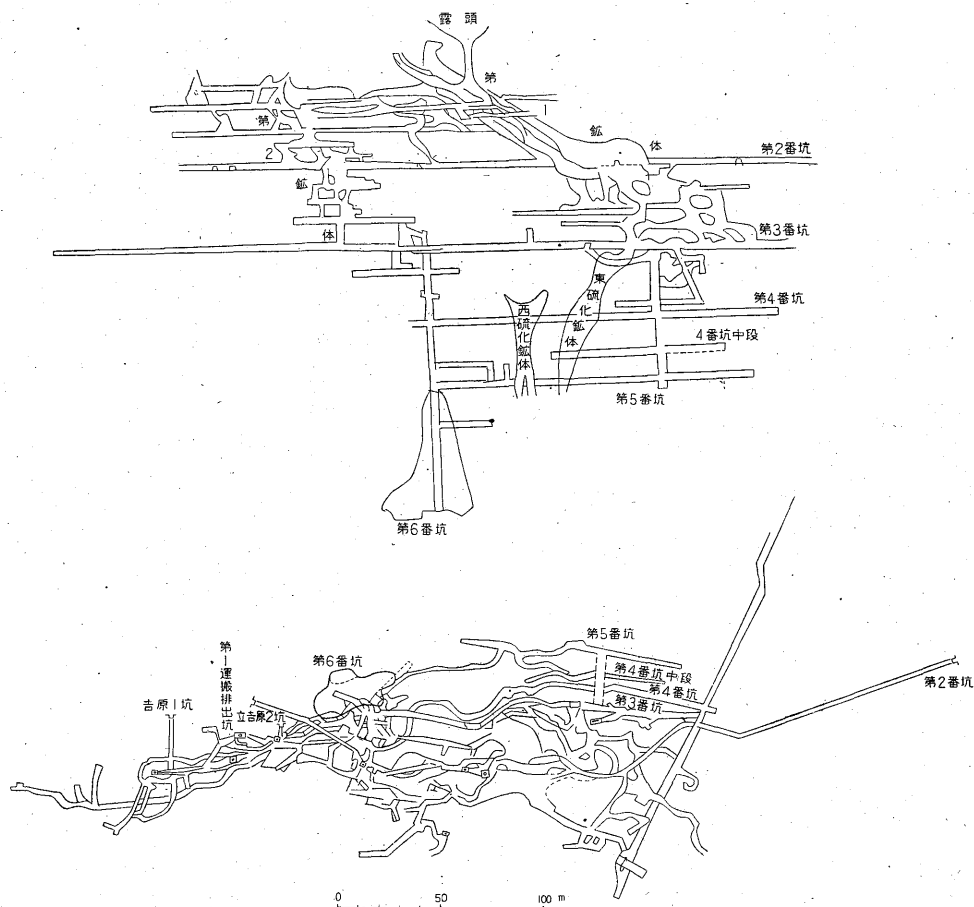 露頭
第1鉱体
第2鉱体
第2番坑
第3番坑
東硫化鉱体
西硫化鉱体
第4番坑
4番坑中段
第5番坑
第6番坑
第5番坑
第6番坑
第4番坑中段
第4番坑
第3番坑
第2番坑
第1運搬排出坑
吉原1坑
立吉原2坑
0 50 100 m